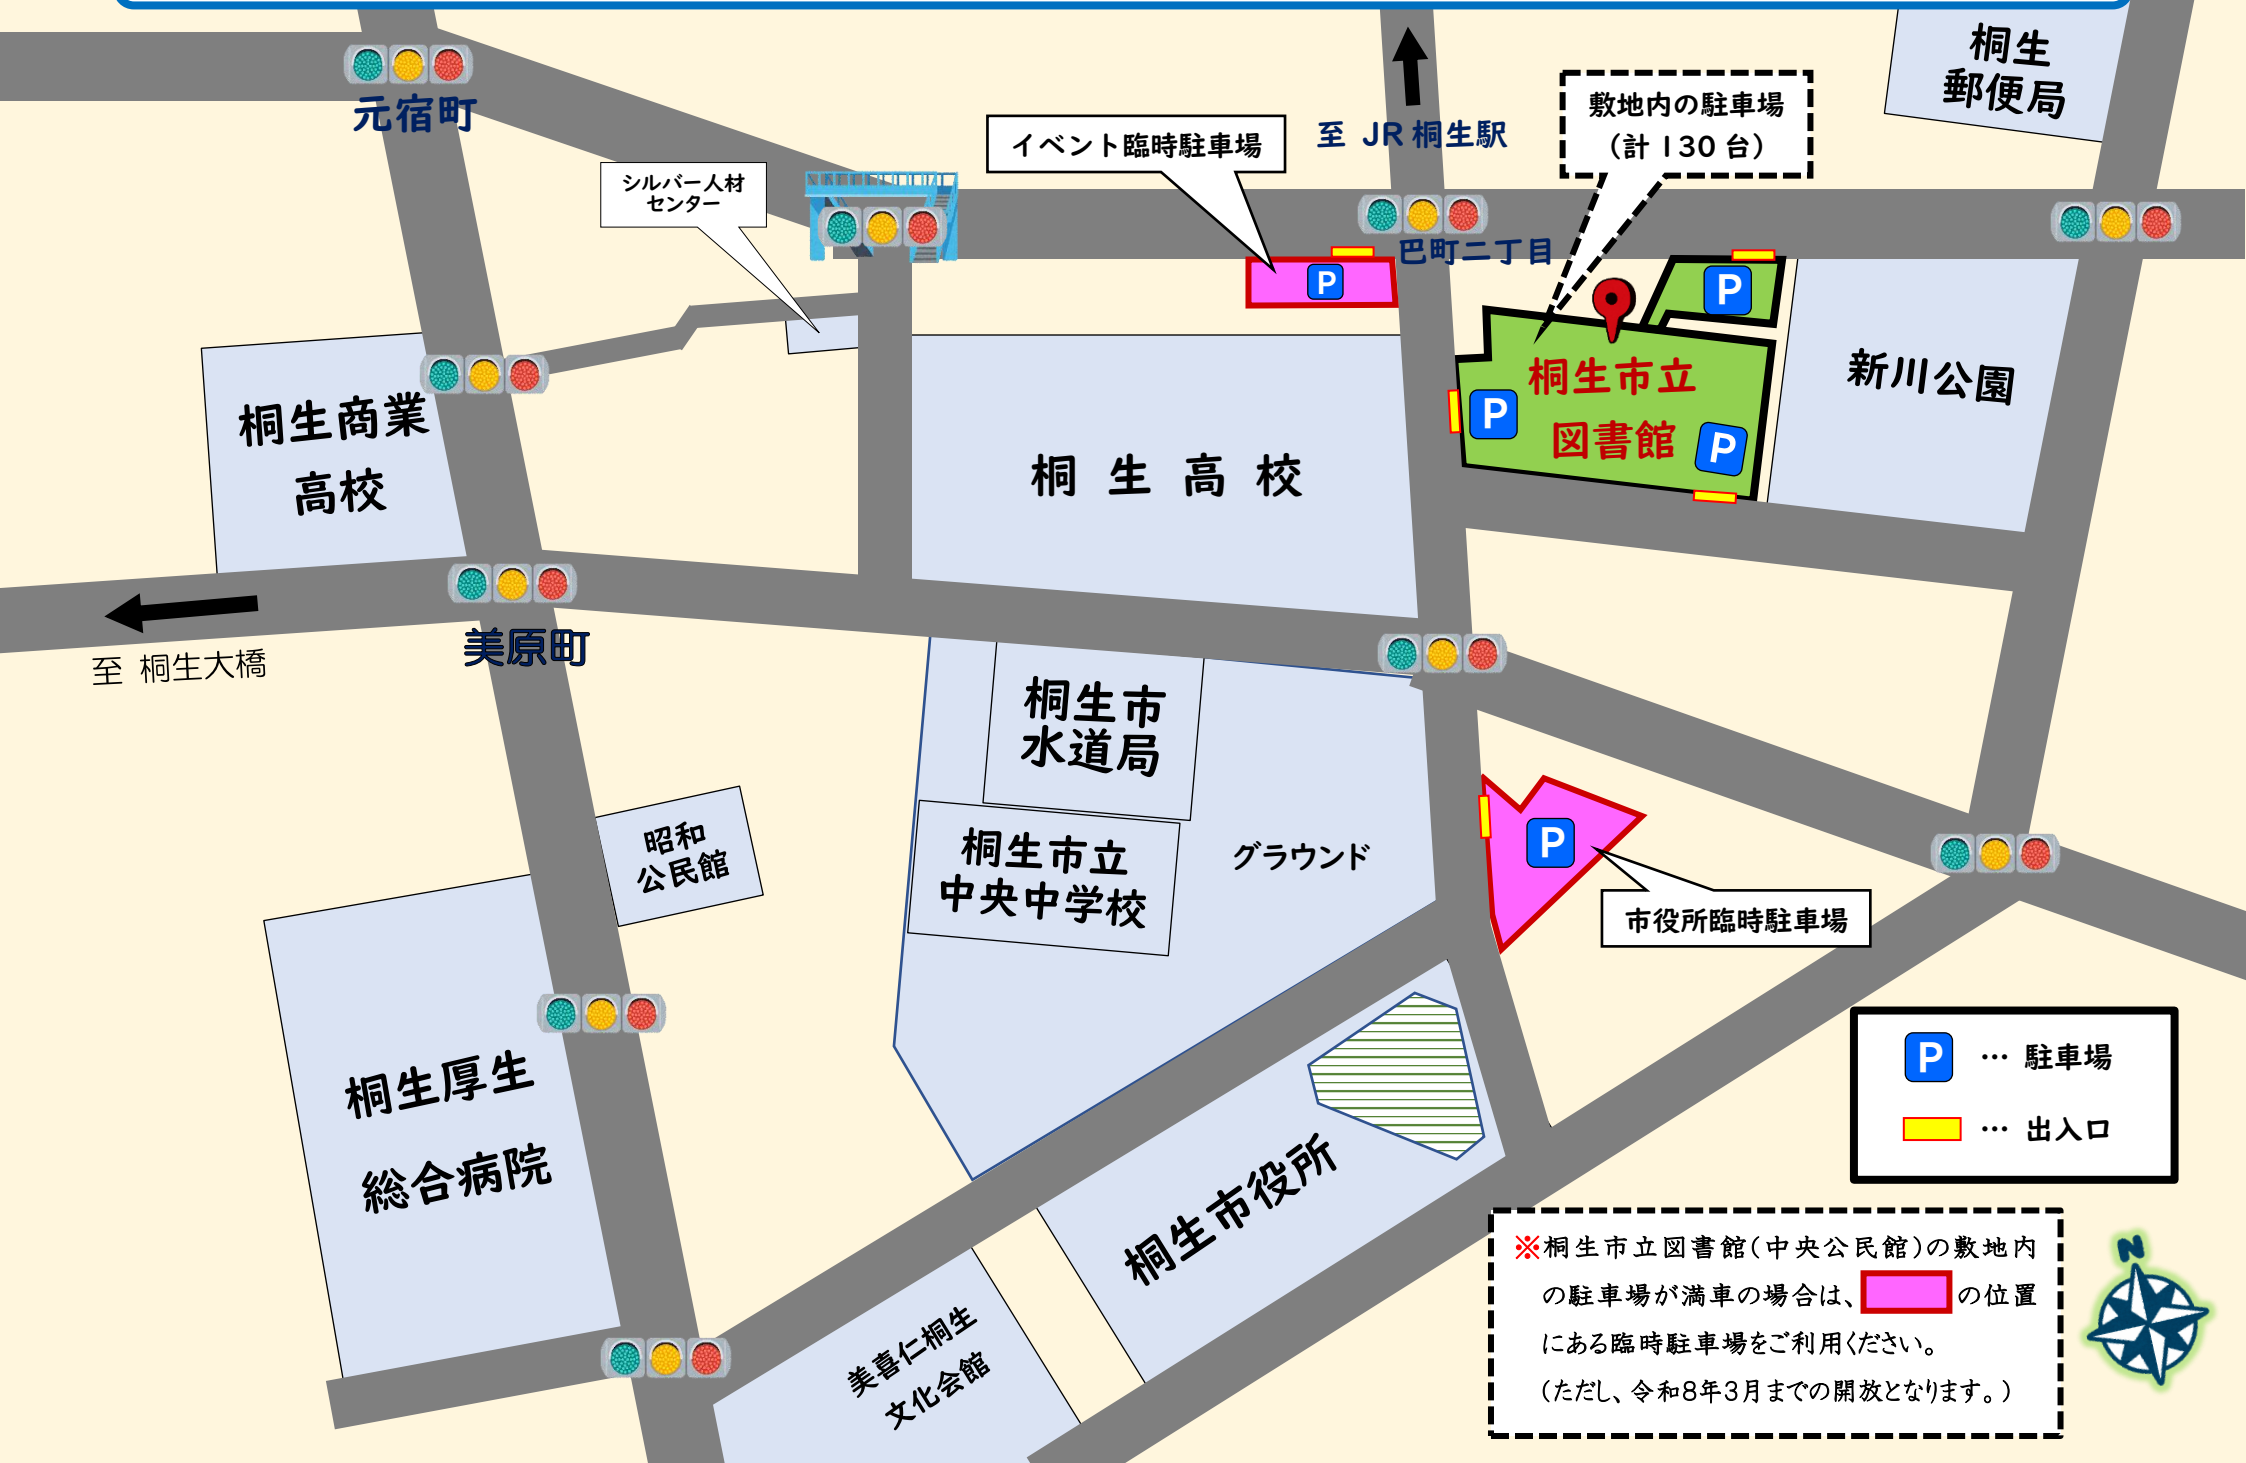 桐生
郵便局
元宿町
敷地内の駐車場
(計130台)
イベント臨時駐車場
至 JR桐生駅
シルバー人材
センター
巴町二丁目
P
P
桐生市立
図書館
P
P
新川公園
桐生商業
高校
桐 生 高 校
至 桐生大橋
美原町
桐生市
水道局
昭和
公民館
桐生市立
中央中学校
グラウンド
P
市役所臨時駐車場
桐生厚生
総合病院
桐生市役所
美喜仁桐生
文化会館
P … 駐車場
… 出入口
※桐生市立図書館(中央公民館)の敷地内
の駐車場が満車の場合は、 の位置
にある臨時駐車場をご利用ください。
(ただし、令和8年3月までの開放となります。)
N